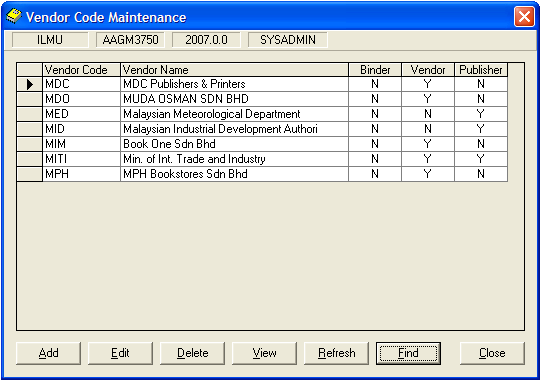 Vendor Code Maintenance
ILMU AAGM3750 2007.0.0 SYSADMIN
Vendor Code Vendor Name Binder Vendor Publisher
MDC MDC Publishers & Printers N Y N
MDO MUDA OSMAN SDN BHD N Y N
MED Malaysian Meteorological Department N N Y
MID Malaysian Industrial Development Authori N N Y
MIM Book One Sdn Bhd N Y N
MITI Min. of Int. Trade and Industry N Y Y
MPH MPH Bookstores Sdn Bhd N Y N
Add Edit Delete View Refresh Find Close